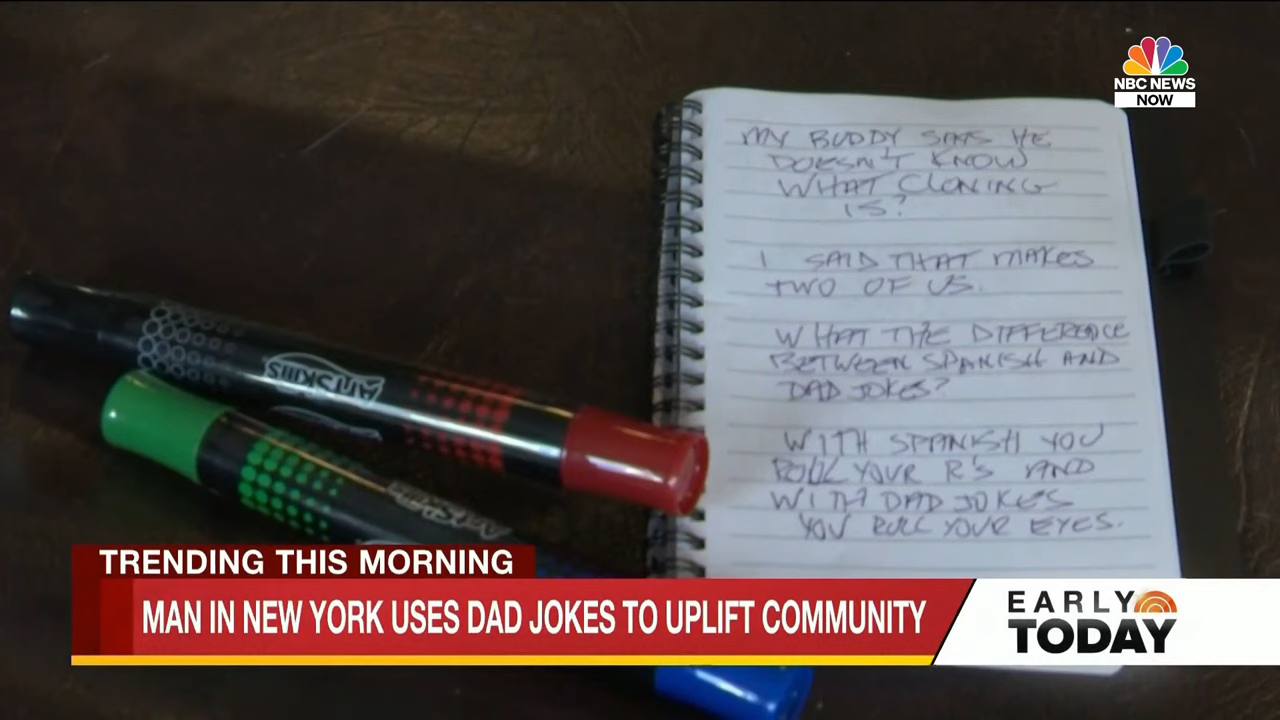 NBC NEWS
NOW
MY BUDDY SAYS HE
DOESN'T KNOW
WHAT CLONING
IS?
I SAID THAT MAKES
TWO OF US.
WHAT THE DIFFERENCE
BETWEEN SPANISH AND
DAD JOKES?
WITH SPANISH YOU
ROLL YOUR R'S AND
WITH DAD JOKES
YOU ROLL YOUR EYES.
ArtSkills
ArtSkills
TRENDING THIS MORNING
MAN IN NEW YORK USES DAD JOKES TO UPLIFT COMMUNITY
EARLY
TODAY